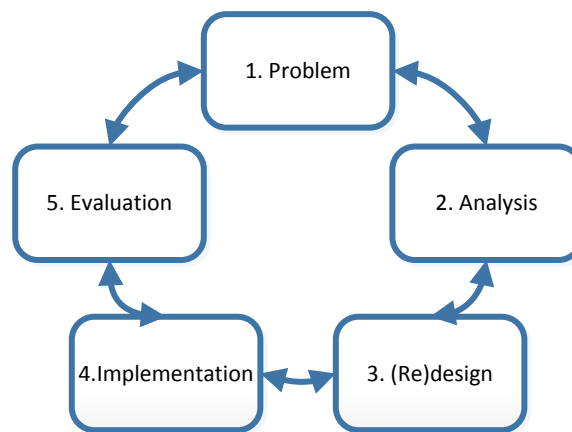 1. Problem
2. Analysis
3. (Re)design
4.Implementation
5. Evaluation